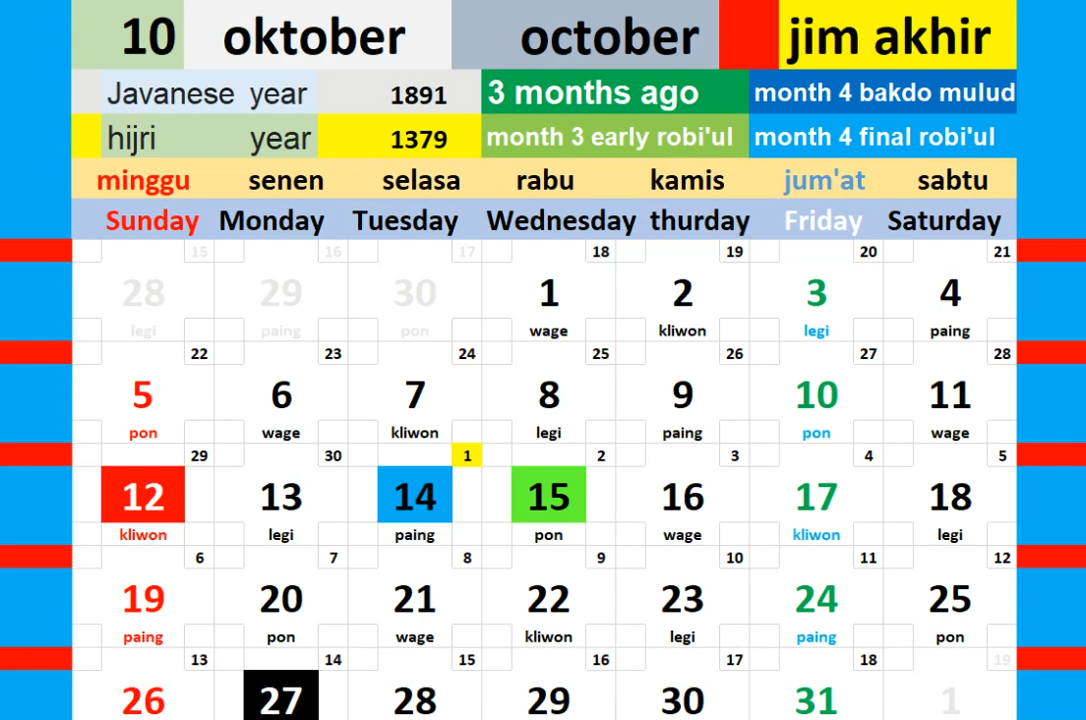 10 oktober october jim akhir
Javanese year 1891 3 months ago month 4 bakdo mulud
hijri year 1379 month 3 early robi'ul month 4 final robi'ul
minggu senen selasa rabu kamis jum'at sabtu
Sunday Monday Tuesday Wednesday thurday Friday Saturday
15 16 17 18 19 20 21
28 29 30 1 2 3 4
legi paing pon wage kliwon legi paing
22 23 24 25 26 27 28
5 6 7 8 9 10 11
pon wage kliwon legi paing pon wage
29 30 1 2 3 4 5
12 13 14 15 16 17 18
kliwon legi paing pon wage kliwon legi
6 7 8 9 10 11 12
19 20 21 22 23 24 25
paing pon wage kliwon legi paing pon
13 14 15 16 17 18 19
26 27 28 29 30 31 1